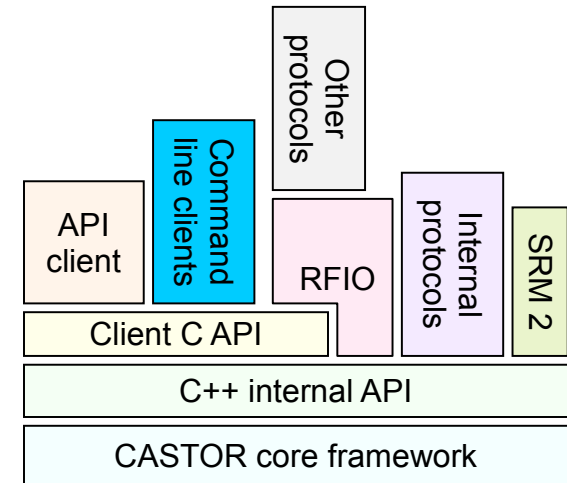 Other
protocols
Command
line clients
API
client
RFIO
Internal
protocols
SRM 2
Client C API
C++ internal API
CASTOR core framework